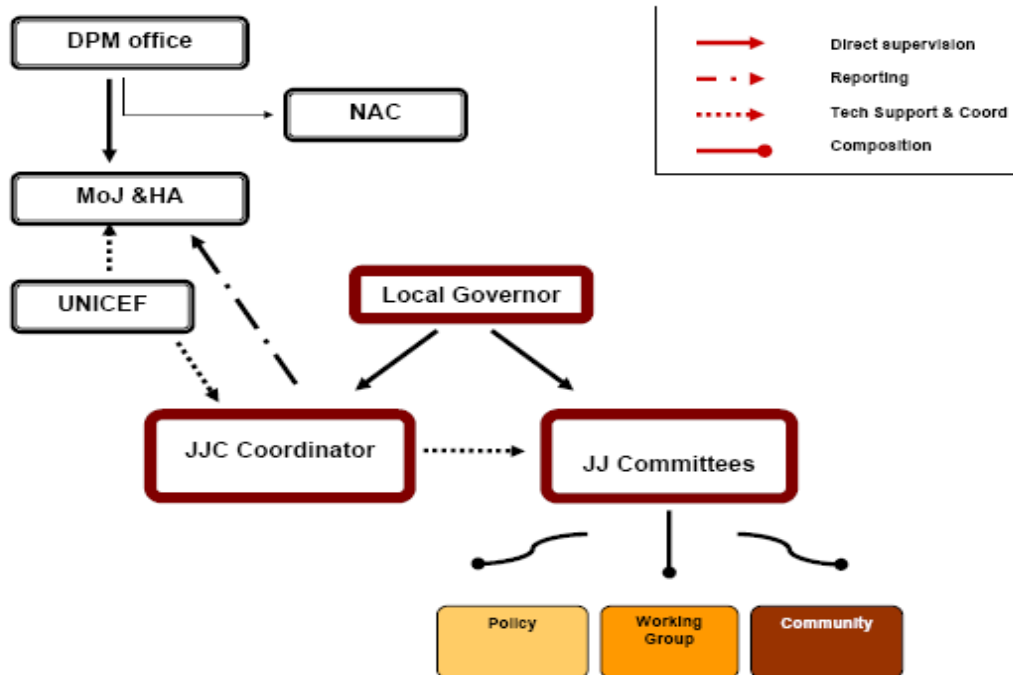 DPM office
Direct supervision
Reporting
NAC
Tech Support & Coord
Composition
MoJ &HA
UNICEF
Local Governor
JJC Coordinator
JJ Committees
Policy
Working
Group
Community